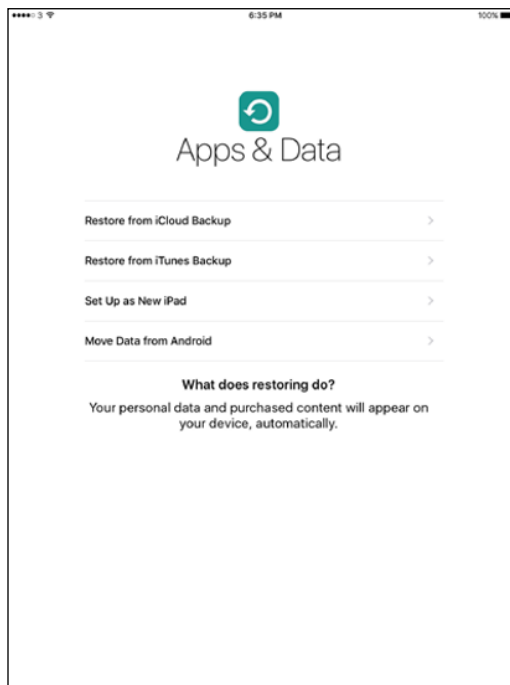 3 6:35 PM 100%
Apps & Data
Restore from iCloud Backup
Restore from iTunes Backup
Set Up as New iPad
Move Data from Android
What does restoring do?
Your personal data and purchased content will appear on
your device, automatically.